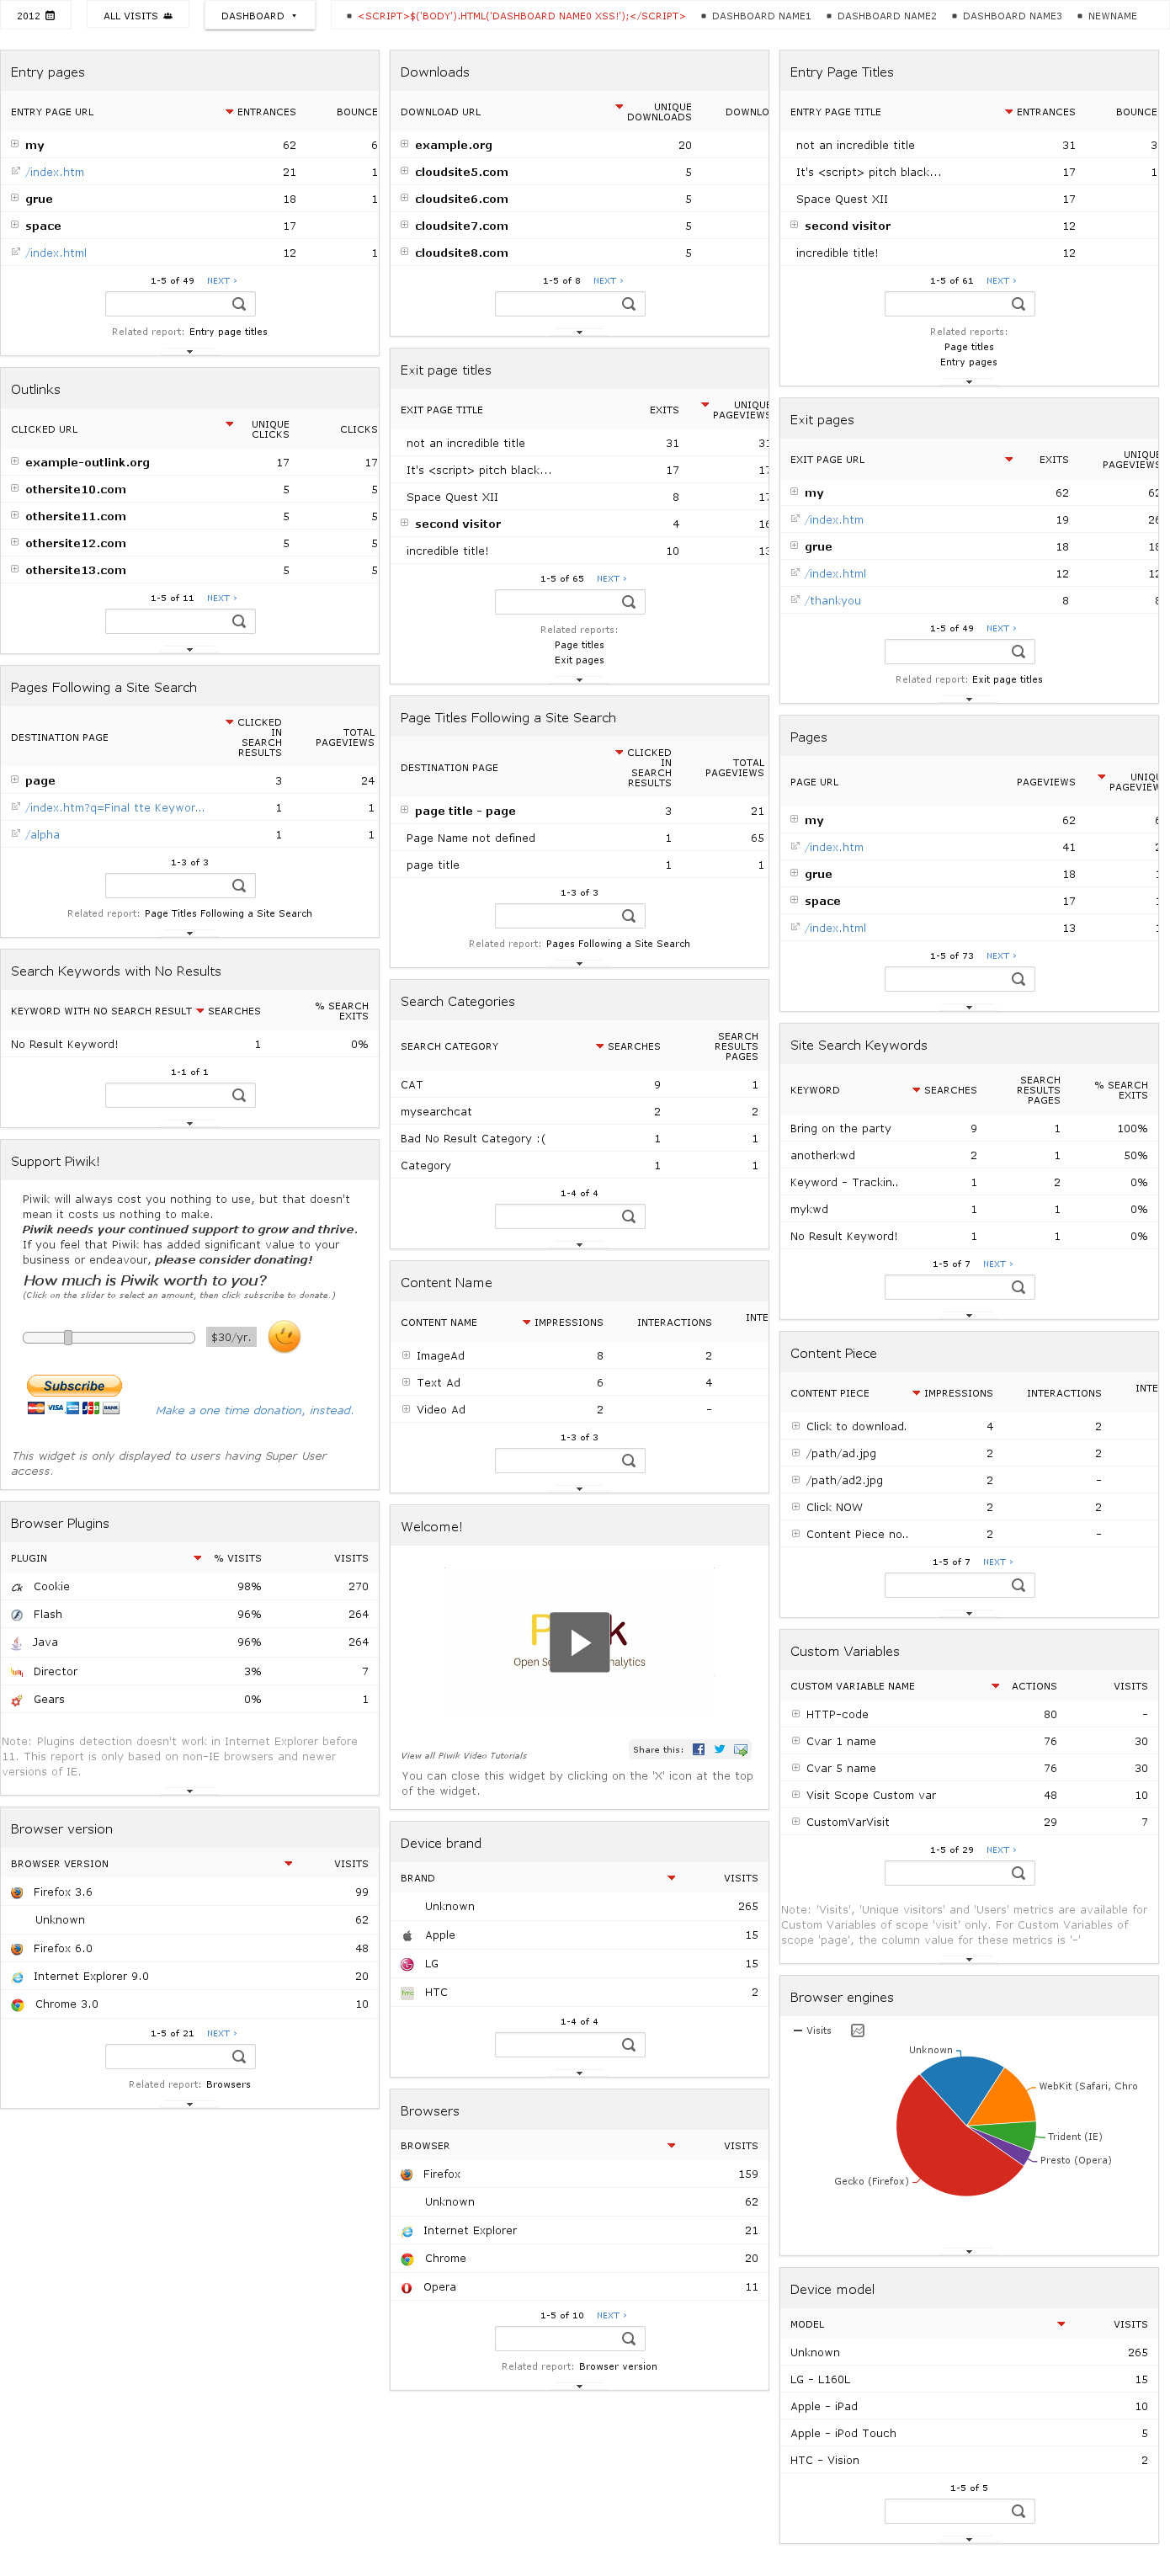 2012 ALL VISITS DASHBOARD <SCRIPT>$('BODY').HTML('DASHBOARD NAME0 XSS!');</SCRIPT> DASHBOARD NAME1 DASHBOARD NAME2 DASHBOARD NAME3 NEWNAME
Entry pages
ENTRY PAGE URL ENTRANCES BOUNCE
my 62 6
/index.htm 21 1
grue 18 1
space 17
/index.html 12 1
1-5 of 49 NEXT ›
Related report: Entry page titles
Outlinks
CLICKED URL UNIQUE CLICKS CLICKS
example-outlink.org 17 17
othersite10.com 5 5
othersite11.com 5 5
othersite12.com 5 5
othersite13.com 5 5
1-5 of 11 NEXT ›
Pages Following a Site Search
DESTINATION PAGE CLICKED IN SEARCH RESULTS TOTAL PAGEVIEWS
page 3 24
/index.htm?q=Final tte Keywor... 1 1
/alpha 1 1
1-3 of 3
Related report: Page Titles Following a Site Search
Search Keywords with No Results
KEYWORD WITH NO SEARCH RESULT SEARCHES % SEARCH EXITS
No Result Keyword! 1 0%
1-1 of 1
Support Piwik!
Piwik will always cost you nothing to use, but that doesn't
mean it costs us nothing to make.
Piwik needs your continued support to grow and thrive.
If you feel that Piwik has added significant value to your
business or endeavour, please consider donating!
How much is Piwik worth to you?
(Click on the slider to select an amount, then click subscribe to donate.)
$30/yr.
Subscribe
VISA
Make a one time donation, instead.
This widget is only displayed to users having Super User
access.
Browser Plugins
PLUGIN % VISITS VISITS
Cookie 98% 270
Flash 96% 264
Java 96% 264
Director 3% 7
Gears 0% 1
Note: Plugins detection doesn't work in Internet Explorer before
11. This report is only based on non-IE browsers and newer
versions of IE.
Browser version
BROWSER VERSION VISITS
Firefox 3.6 99
Unknown 62
Firefox 6.0 48
Internet Explorer 9.0 20
Chrome 3.0 10
1-5 of 21 NEXT ›
Related report: Browsers
Downloads
DOWNLOAD URL UNIQUE DOWNLOADS DOWNLO
example.org 20
cloudsite5.com 5
cloudsite6.com 5
cloudsite7.com 5
cloudsite8.com 5
1-5 of 8 NEXT ›
Exit page titles
EXIT PAGE TITLE EXITS UNIQUE PAGEVIEWS
not an incredible title 31 31
It's <script> pitch black... 17 17
Space Quest XII 8 17
second visitor 4 16
incredible title! 10 13
1-5 of 65 NEXT ›
Related reports:
Page titles
Exit pages
Page Titles Following a Site Search
DESTINATION PAGE CLICKED IN SEARCH RESULTS TOTAL PAGEVIEWS
page title - page 3 21
Page Name not defined 1 65
page title 1 1
1-3 of 3
Related report: Pages Following a Site Search
Search Categories
SEARCH CATEGORY SEARCHES SEARCH RESULTS PAGES
CAT 9 1
mysearchcat 2 2
Bad No Result Category :( 1 1
Category 1 1
1-4 of 4
Content Name
CONTENT NAME IMPRESSIONS INTERACTIONS INTE
ImageAd 8 2
Text Ad 6 4
Video Ad 2 -
1-3 of 3
Welcome!
P k
Open S nalytics
View all Piwik Video Tutorials Share this:
You can close this widget by clicking on the 'X' icon at the top
of the widget.
Device brand
BRAND VISITS
Unknown 265
Apple 15
LG 15
HTC 2
1-4 of 4
Browsers
BROWSER VISITS
Firefox 159
Unknown 62
Internet Explorer 21
Chrome 20
Opera 11
1-5 of 10 NEXT ›
Related report: Browser version
Entry Page Titles
ENTRY PAGE TITLE ENTRANCES BOUNCE
not an incredible title 31 3
It's <script> pitch black... 17 1
Space Quest XII 17
second visitor 12
incredible title! 12
1-5 of 61 NEXT ›
Related reports:
Page titles
Entry pages
Exit pages
EXIT PAGE URL EXITS UNIQUE PAGEVIEWS
my 62 62
/index.htm 19 26
grue 18 18
/index.html 12 12
/thankyou 8 8
1-5 of 49 NEXT ›
Related report: Exit page titles
Pages
PAGE URL PAGEVIEWS UNIQU PAGEVIEW
my 62 6
/index.htm 41 2
grue 18 1
space 17 1
/index.html 13 1
1-5 of 73 NEXT ›
Site Search Keywords
KEYWORD SEARCHES SEARCH RESULTS PAGES % SEARCH EXITS
Bring on the party 9 1 100%
anotherkwd 2 1 50%
Keyword - Trackin.. 1 2 0%
mykwd 1 1 0%
No Result Keyword! 1 1 0%
1-5 of 7 NEXT ›
Content Piece
CONTENT PIECE IMPRESSIONS INTERACTIONS INTE
Click to download. 4 2
/path/ad.jpg 2 2
/path/ad2.jpg 2 -
Click NOW 2 2
Content Piece no.. 2 -
1-5 of 7 NEXT ›
Custom Variables
CUSTOM VARIABLE NAME ACTIONS VISITS
HTTP-code 80 -
Cvar 1 name 76 30
Cvar 5 name 76 30
Visit Scope Custom var 48 10
CustomVarVisit 29 7
1-5 of 29 NEXT ›
Note: 'Visits', 'Unique visitors' and 'Users' metrics are available for
Custom Variables of scope 'visit' only. For Custom Variables of
scope 'page', the column value for these metrics is '-'
Browser engines
Visits
Unknown
WebKit (Safari, Chro
Trident (IE)
Presto (Opera)
Gecko (Firefox)
Device model
MODEL VISITS
Unknown 265
LG - L160L 15
Apple - iPad 10
Apple - iPod Touch 5
HTC - Vision 2
1-5 of 5